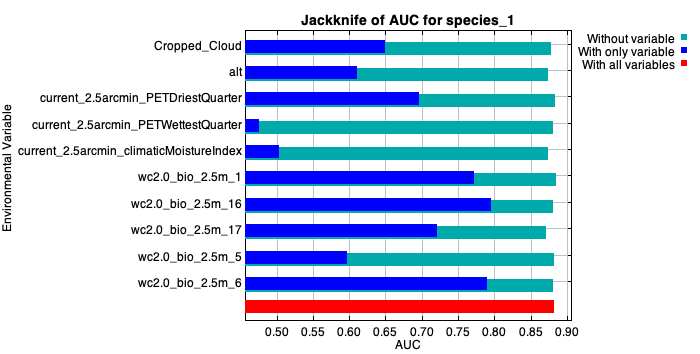 Jackknife of AUC for species_1
Without variable
With only variable
With all variables
Environmental Variable
Cropped_Cloud
alt
current_2.5arcmin_PETDriestQuarter
current_2.5arcmin_PETWettestQuarter
current_2.5arcmin_climaticMoistureIndex
wc2.0_bio_2.5m_1
wc2.0_bio_2.5m_16
wc2.0_bio_2.5m_17
wc2.0_bio_2.5m_5
wc2.0_bio_2.5m_6
0.50 0.55 0.60 0.65 0.70 0.75 0.80 0.85 0.90
AUC